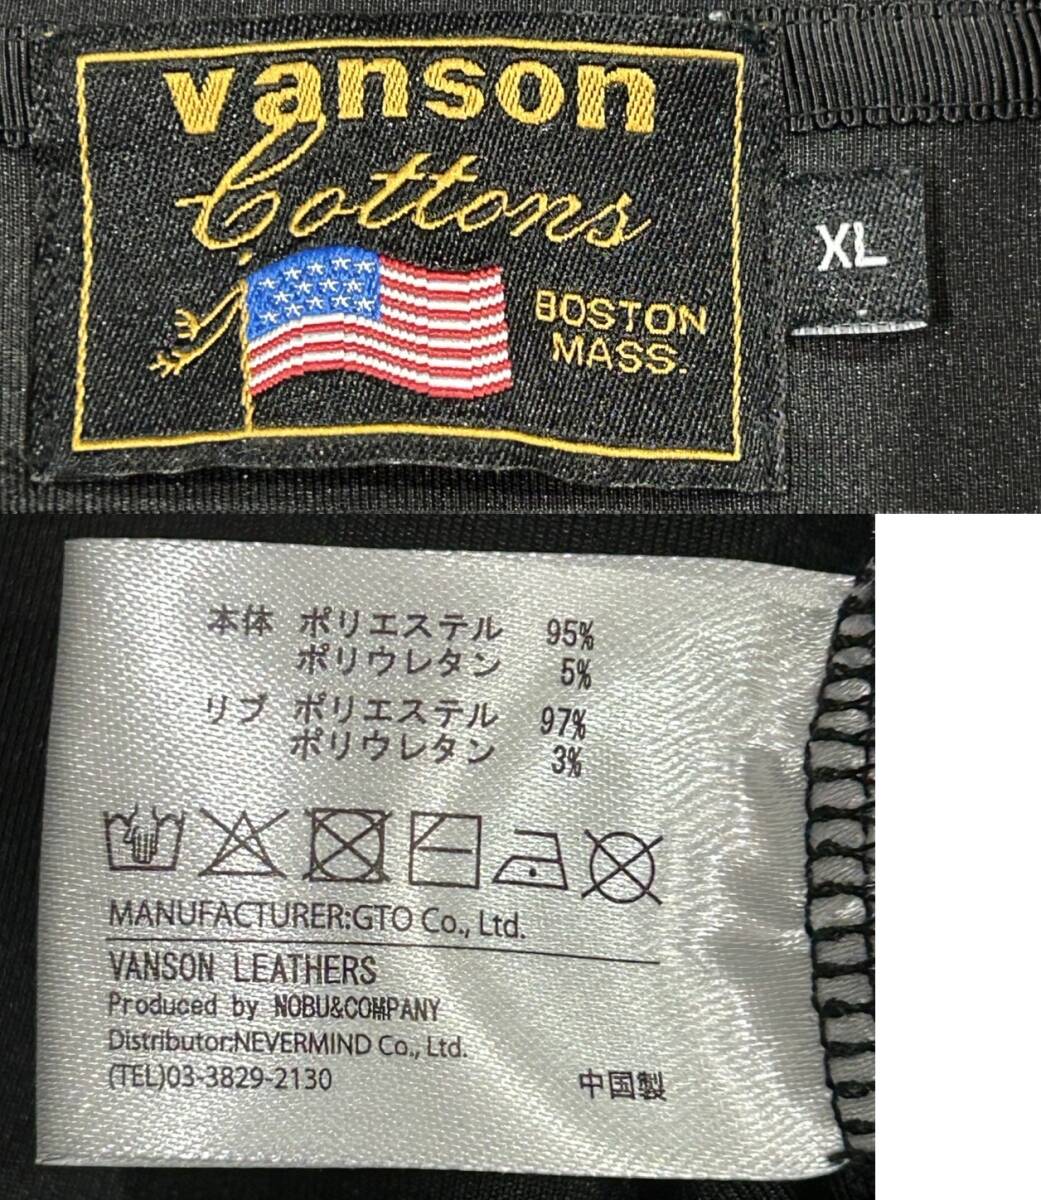 vanson
Cottons
BOSTON
MASS.
XL
本体 ポリエステル 95%
ポリウレタン 5%
リブ ポリエステル 97%
ポリウレタン 3%
MANUFACTURER:GTO Co., Ltd.
VANSON LEATHERS
Produced by NOBU&COMPANY
Distributor:NEVERMIND Co., Ltd.
(TEL)03-3829-2130
中国製